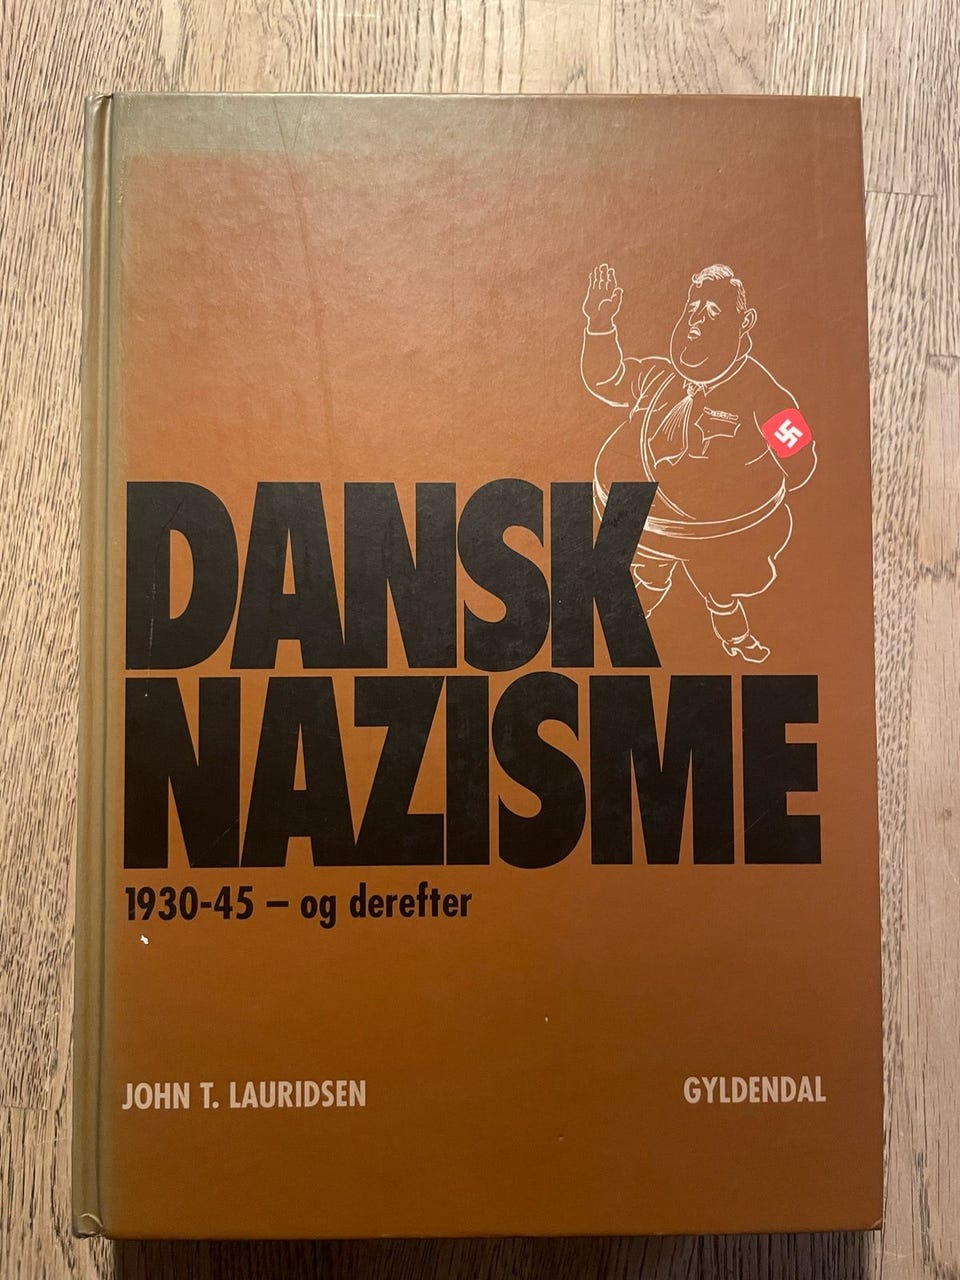 DANSK
NAZISME
1930-45 – og derefter
JOHN T. LAURIDSEN
GYLDENDAL